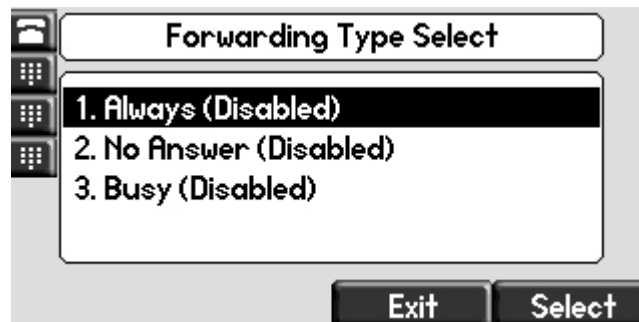 Forwarding Type Select
1. Always (Disabled)
2. No Answer (Disabled)
3. Busy (Disabled)
Exit Select